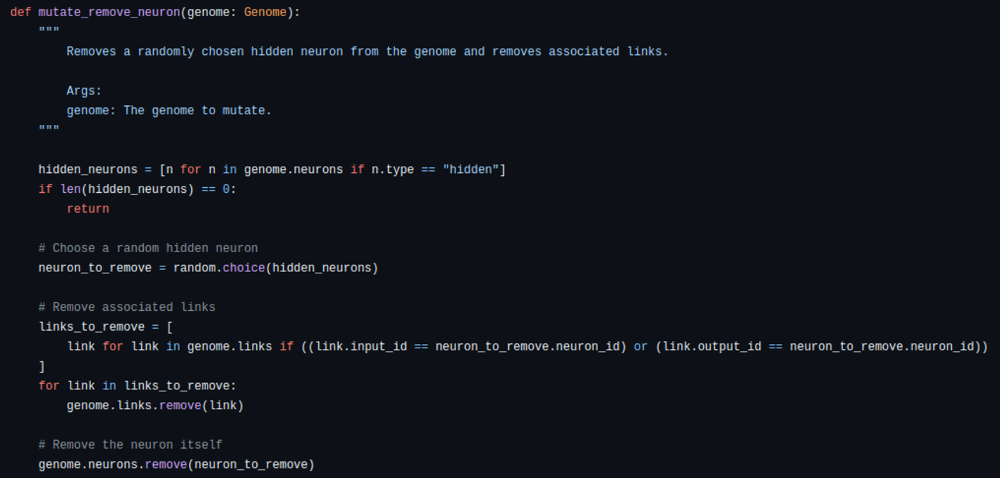 def mutate_remove_neuron(genome: Genome):
    """
        Removes a randomly chosen hidden neuron from the genome and removes associated links.

        Args:
        genome: The genome to mutate.
    """

    hidden_neurons = [n for n in genome.neurons if n.type == "hidden"]
    if len(hidden_neurons) == 0:
        return

    # Choose a random hidden neuron
    neuron_to_remove = random.choice(hidden_neurons)

    # Remove associated links
    links_to_remove = [
        link for link in genome.links if ((link.input_id == neuron_to_remove.neuron_id) or (link.output_id == neuron_to_remove.neuron_id))
    ]
    for link in links_to_remove:
        genome.links.remove(link)

    # Remove the neuron itself
    genome.neurons.remove(neuron_to_remove)